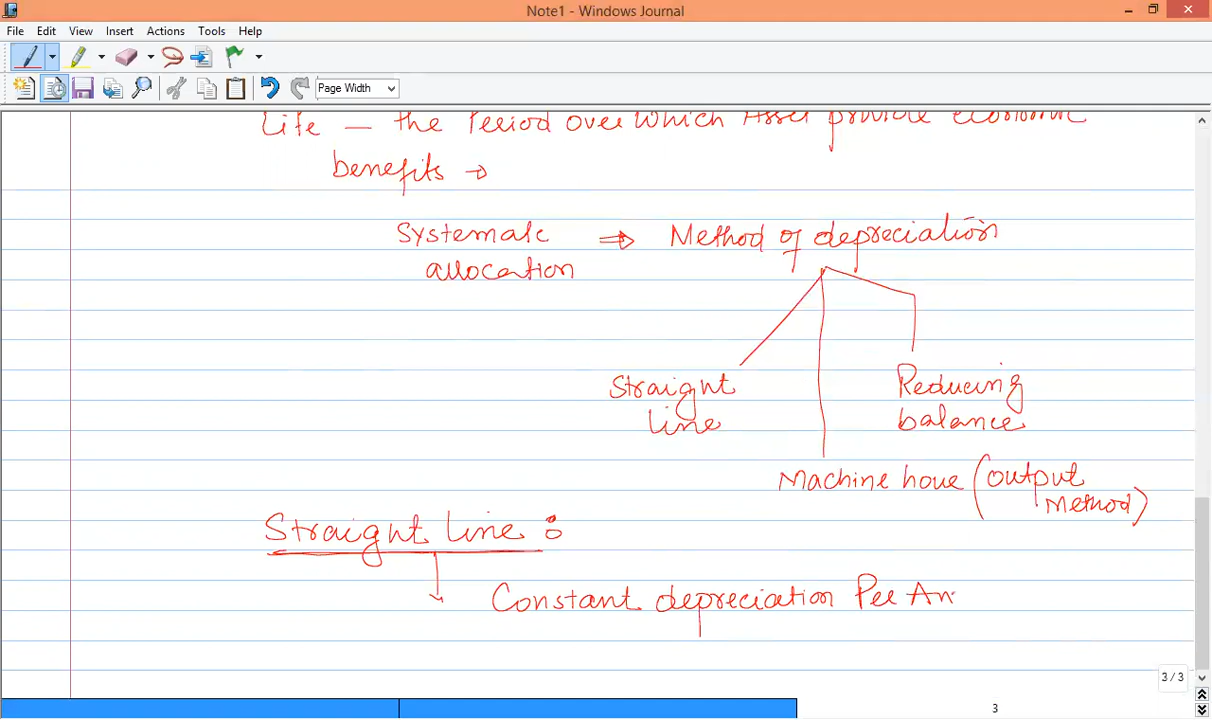 Note1 - Windows Journal
File Edit View Insert Actions Tools Help
Page Width
Life — the Period over which Asset provide economic
benefits →
Systematic ⇒ Method of depreciation
allocation
Straight
line
Reducing
balance
Machine hour (output
Method)
Straight line :
Constant depreciation Per An
3 / 3
3